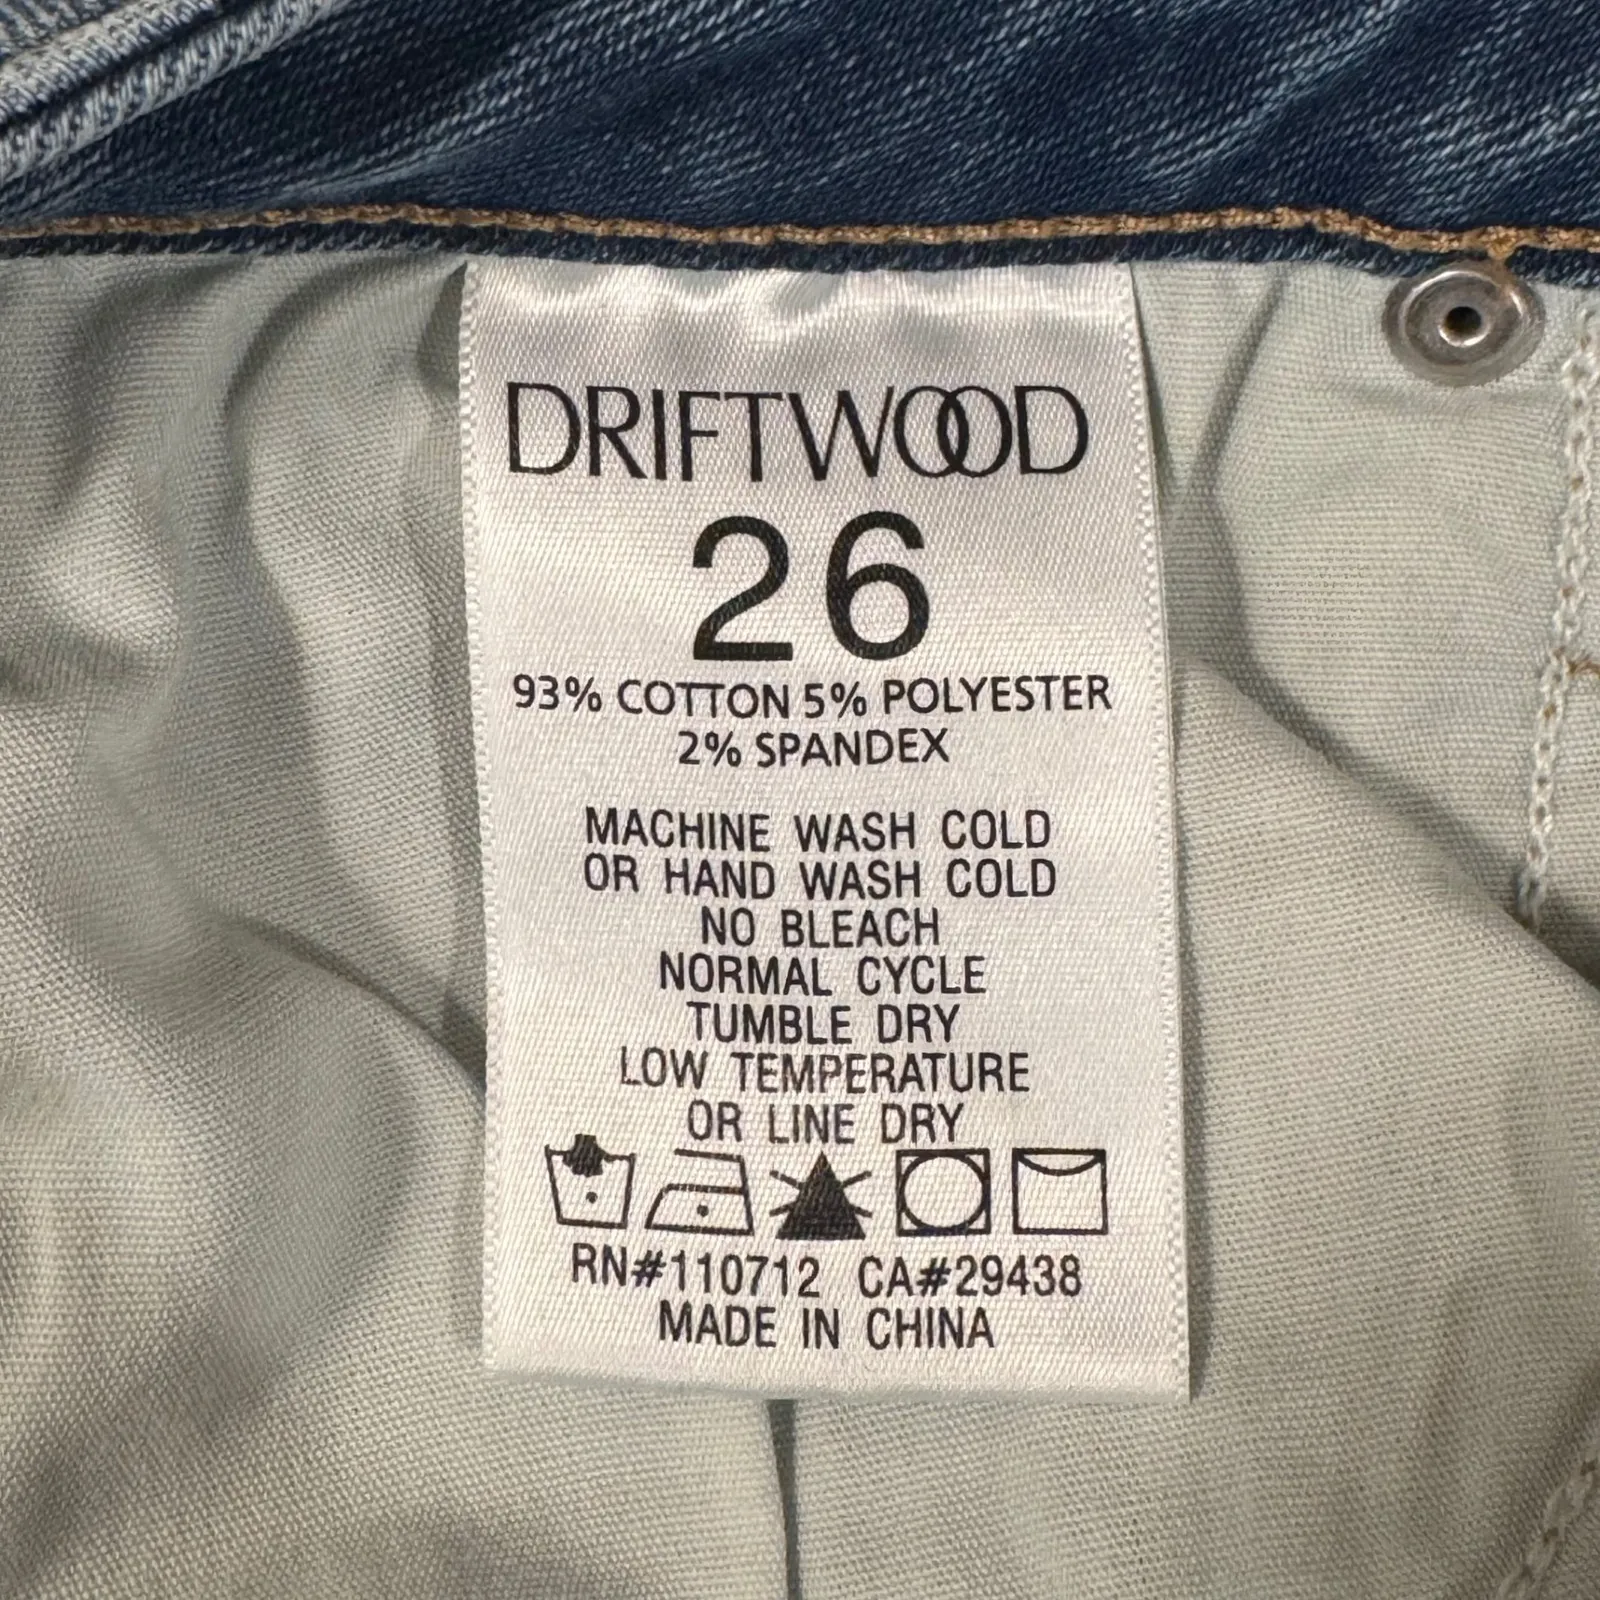 DRIFTWOOD
26
93% COTTON 5% POLYESTER
2% SPANDEX
MACHINE WASH COLD
OR HAND WASH COLD
NO BLEACH
NORMAL CYCLE
TUMBLE DRY
LOW TEMPERATURE
OR LINE DRY
RN#110712 CA#29438
MADE IN CHINA